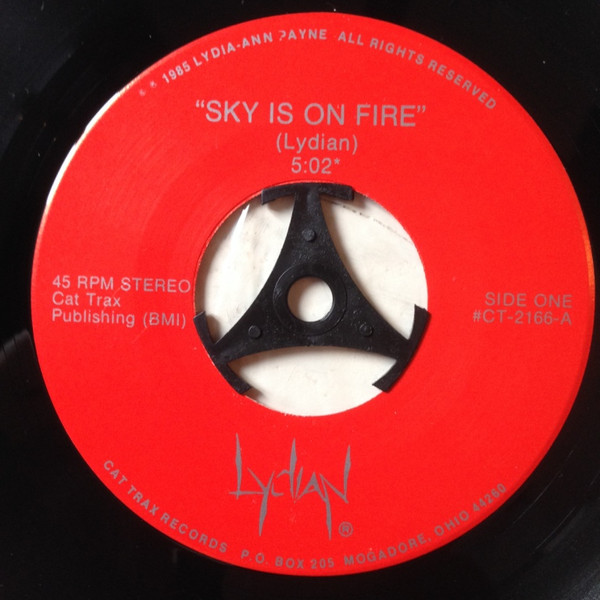 ℗ © 1985 LYDIA-ANN PAYNE ALL RIGHTS RESERVED
"SKY IS ON FIRE"
(Lydian)
5:02*
45 RPM STEREO
Cat Trax
Publishing (BMI)
SIDE ONE
#CT-2166-A
Lydian®
CAT TRAX RECORDS P.O. BOX 205 MOGADORE, OHIO 44260